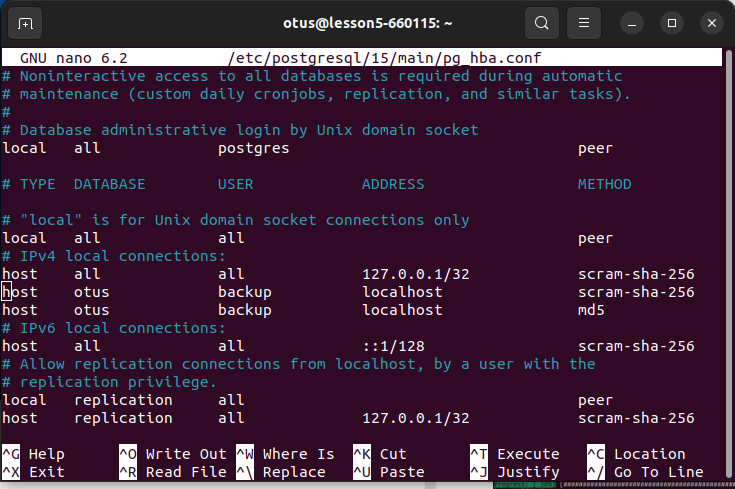 otus@lesson5-660115: ~
GNU nano 6.2 /etc/postgresql/15/main/pg_hba.conf
# Noninteractive access to all databases is required during automatic
# maintenance (custom daily cronjobs, replication, and similar tasks).
#
# Database administrative login by Unix domain socket
local all postgres peer
# TYPE DATABASE USER ADDRESS METHOD
# "local" is for Unix domain socket connections only
local all all peer
# IPv4 local connections:
host all all 127.0.0.1/32 scram-sha-256
host otus backup localhost scram-sha-256
host otus backup localhost md5
# IPv6 local connections:
host all all ::1/128 scram-sha-256
# Allow replication connections from localhost, by a user with the
# replication privilege.
local replication all peer
host replication all 127.0.0.1/32 scram-sha-256
^G Help ^O Write Out ^W Where Is ^K Cut ^T Execute ^C Location
^X Exit ^R Read File ^\ Replace ^U Paste ^J Justify ^/ Go To Line